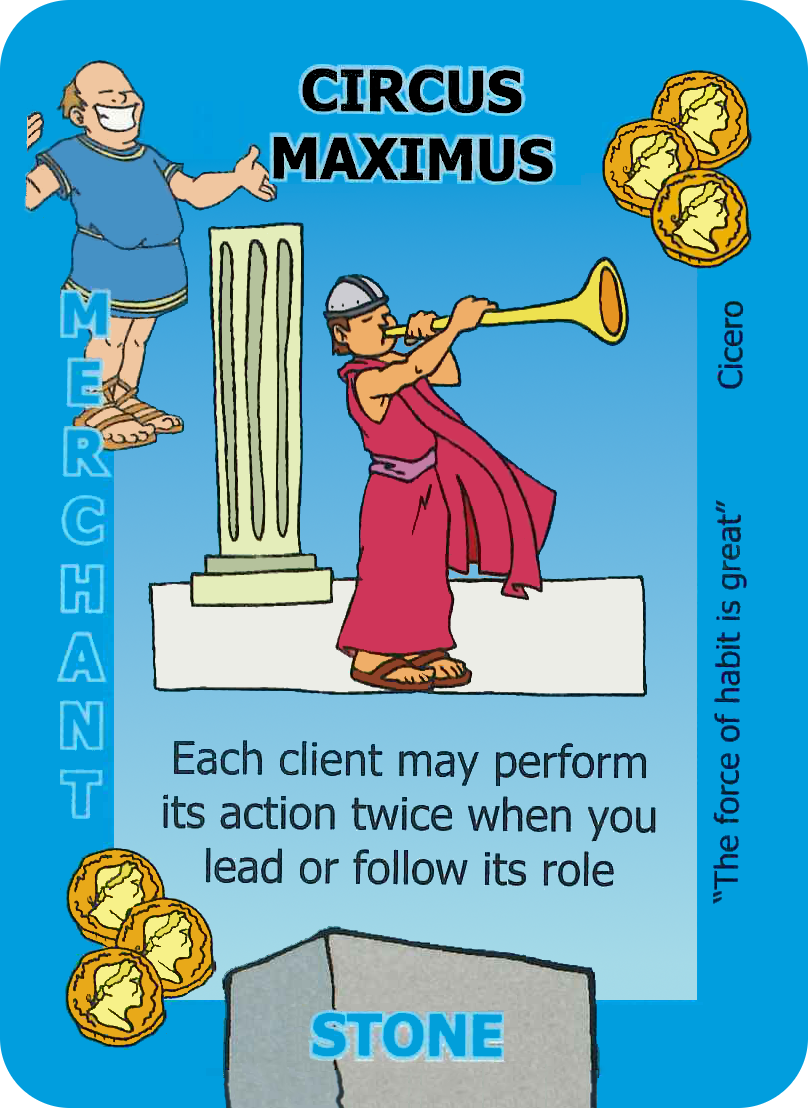 CIRCUS
MAXIMUS
MERCHANT
Each client may perform
its action twice when you
lead or follow its role
"The force of habit is great" Cicero
STONE